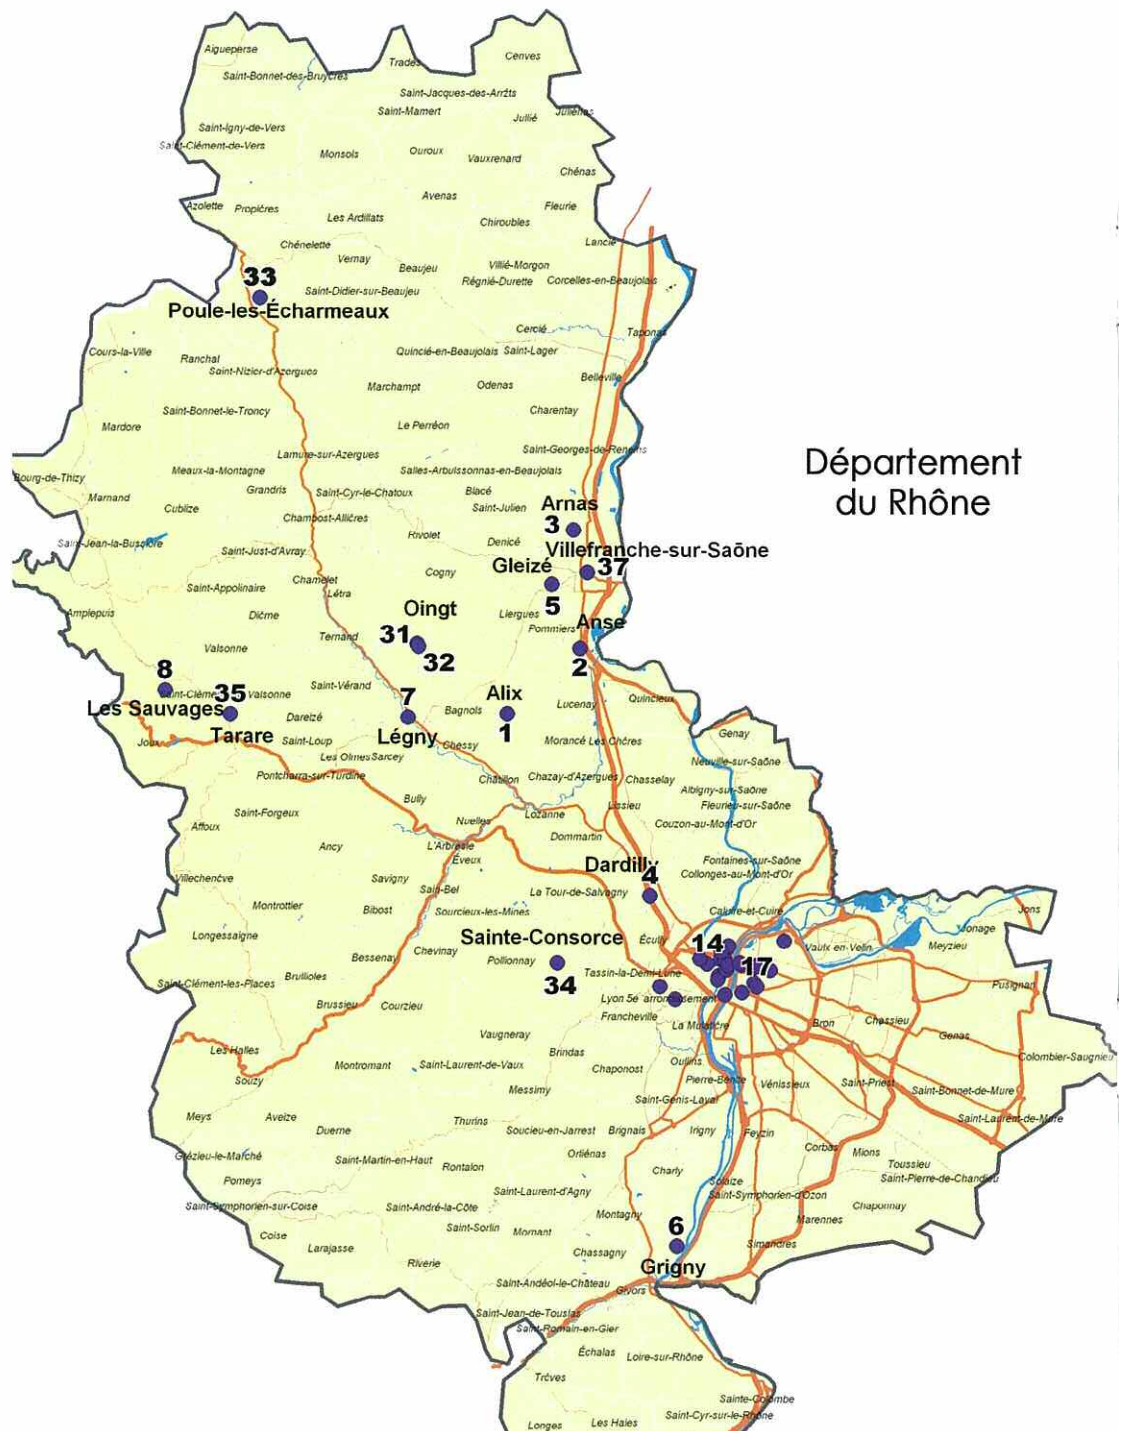 Aigueperse
Cenves
Trades
Saint-Bonnet-des-Bruyères
Saint-Jacques-des-Arrêts
Saint-Mamert
Jullié
Juliénas
Saint-Igny-de-Vers
Saint-Clément-de-Vers
Monsols
Ouroux
Vauxrenard
Chénas
Avenas
Azolette
Propières
Les Ardillats
Chiroubles
Fleurie
Chénelette
Lancié
Vernay
Beaujeu
Villié-Morgon
33
Régnié-Durette
Corcelles-en-Beaujolais
Saint-Didier-sur-Beaujeu
Poule-les-Écharmeaux
Cercié
Taponas
Cours-la-Ville
Ranchal
Quincié-en-Beaujolais
Saint-Lager
Saint-Nizier-d'Azergues
Marchampt
Odenas
Belleville
Saint-Bonnet-le-Troncy
Charentay
Mardore
Le Perréon
Département
du Rhône
Lamure-sur-Azergues
Saint-Georges-de-Reneins
Bourg-de-Thizy
Meaux-la-Montagne
Salles-Arbuissonnas-en-Beaujolais
Marnand
Grandris
Saint-Cyr-le-Chatoux
Blacé
Cublize
Saint-Julien
Arnas
3
Chambost-Allières
Saint-Jean-la-Bussière
Rivolet
Denicé
Villefranche-sur-Saône
Saint-Just-d'Avray
Gleizé
37
Chamelet
Cogny
Saint-Appolinaire
Létra
5
Amplepuis
Dième
Oingt
Liergues
Anse
Pommiers
Ternand
31
32
Valsonne
2
8
Saint-Clément-sur-Valsonne
35
Saint-Vérand
7
Alix
Quincieux
Les Sauvages
Dareizé
Bagnols
1
Lucenay
Tarare
Joux
Saint-Loup
Légny
Chessy
Morancé
Les Chères
Genay
Les Olmes
Sarcey
Neuville-sur-Saône
Pontcharra-sur-Turdine
Châtillon
Chazay-d'Azergues
Chasselay
Albigny-sur-Saône
Saint-Forgeux
Bully
Lissieu
Fleurieu-sur-Saône
Affoux
Nuelles
Lozanne
Couzon-au-Mont-d'Or
Ancy
L'Arbresle
Dommartin
Éveux
Dardilly
4
Fontaines-sur-Saône
Collonges-au-Mont-d'Or
Villechenève
Savigny
Sain-Bel
La Tour-de-Salvagny
Montrottier
Bibost
Sourcieux-les-Mines
Caluire-et-Cuire
Jons
Longessaigne
Sainte-Consorce
Écully
14
Vaulx en-Velin
Jonage
Meyzieu
Chevinay
Bessenay
Pollionnay
17
Saint-Clément-les-Places
Brullioles
34
Tassin-la-Demi-Lune
Pusignan
Brussieu
Courzieu
Lyon 5e arrondissement
Francheville
La Mulatière
Bron
Chassieu
Genas
Vaugneray
Les Halles
Brindas
Colombier-Saugnieu
Montromant
Saint-Laurent-de-Vaux
Chaponost
Oullins
Souzy
Messimy
Pierre-Bénite
Vénissieux
Saint-Priest
Saint-Bonnet-de-Mure
Saint-Genis-Laval
Meys
Aveize
Duerne
Thurins
Soucieu-en-Jarrest
Brignais
Irigny
Feyzin
Saint-Laurent-de-Mure
Grézieu-le-Marché
Saint-Martin-en-Haut
Rontalon
Orliénas
Corbas
Mions
Toussieu
Pomeys
Charly
Solaize
Saint-Pierre-de-Chandieu
Saint-Symphorien-sur-Coise
Saint-André-la-Côte
Saint-Laurent-d'Agny
Saint-Symphorien-d'Ozon
Chaponnay
Coise
Saint-Sorlin
Mornant
Montagny
6
Marennes
Larajasse
Riverie
Chassagny
Simandres
Grigny
Saint-Andéol-le-Château
Givors
Saint-Jean-de-Touslas
Saint-Romain-en-Gier
Échalas
Loire-sur-Rhône
Trèves
Sainte-Colombe
Longes
Les Haies
Saint-Cyr-sur-le-Rhône